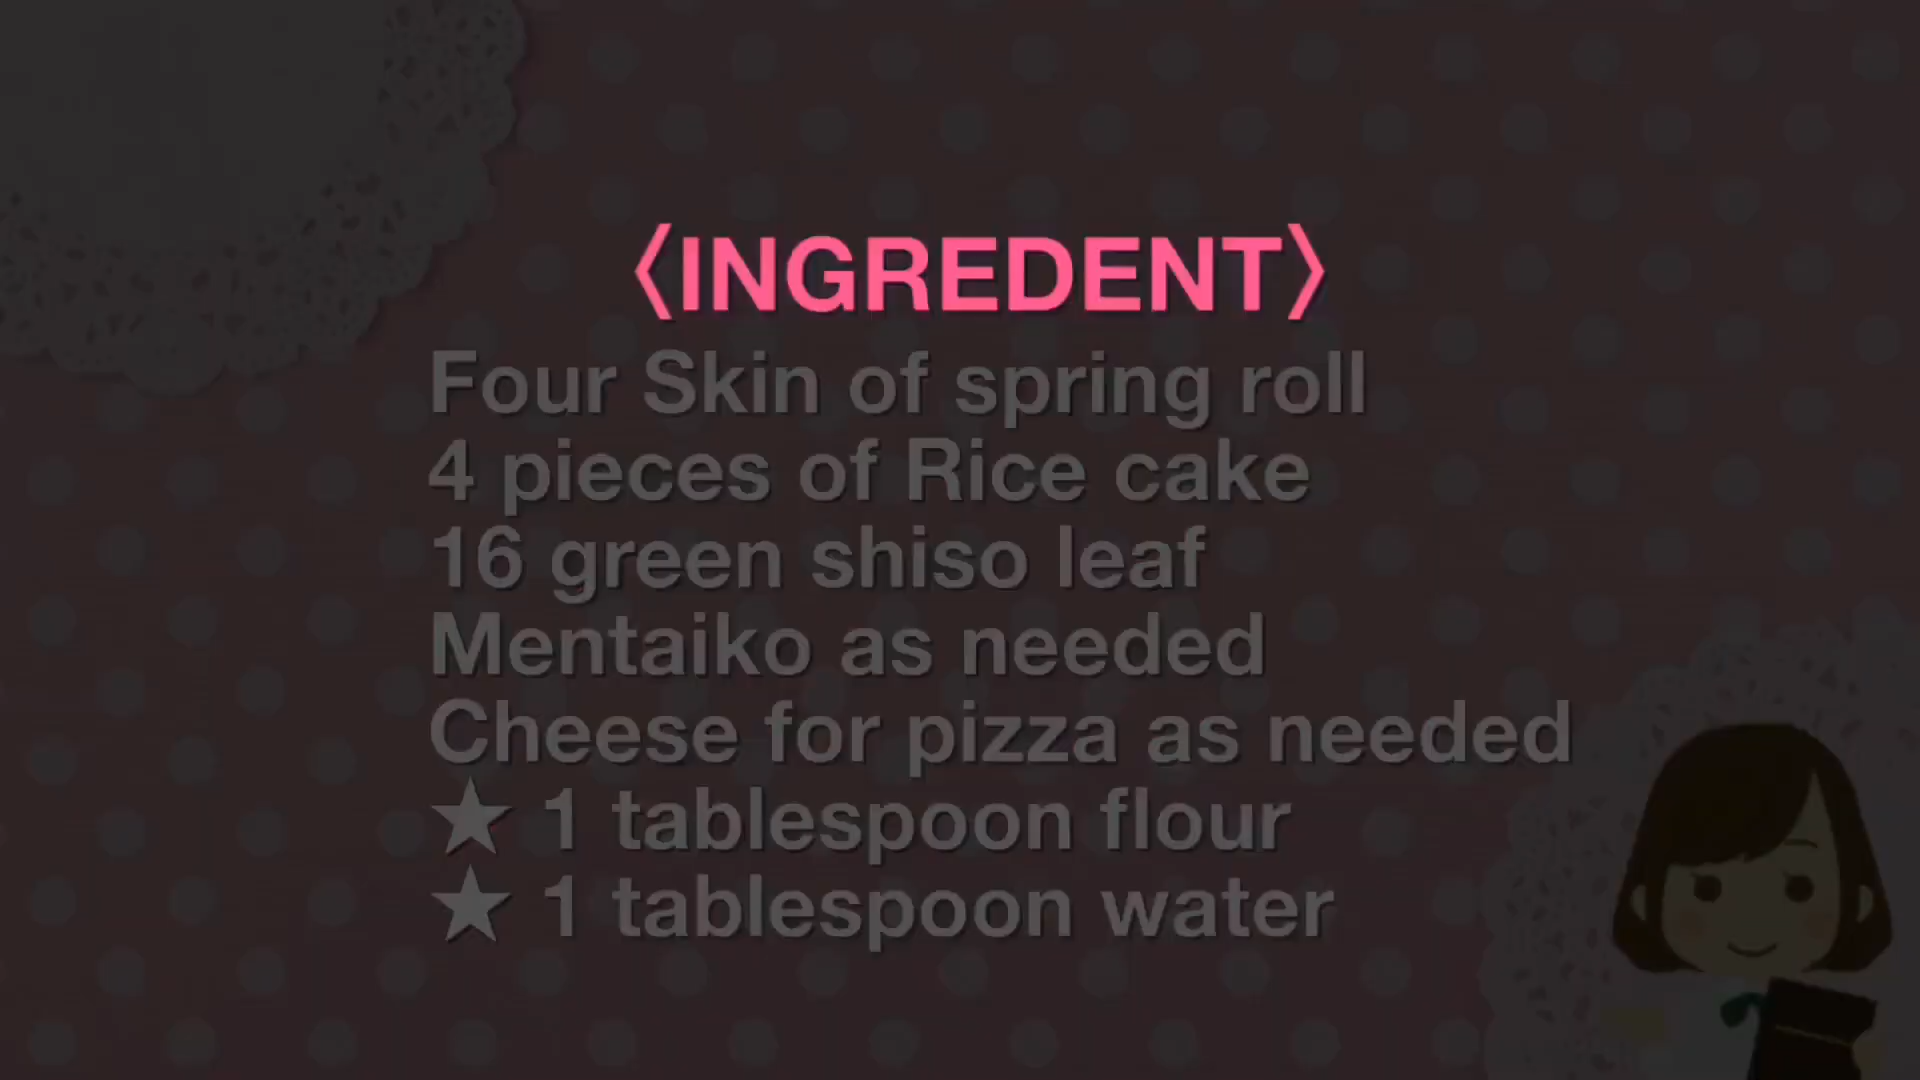 〈INGREDENT〉
Four Skin of spring roll
4 pieces of Rice cake
16 green shiso leaf
Mentaiko as needed
Cheese for pizza as needed
★ 1 tablespoon flour
★ 1 tablespoon water